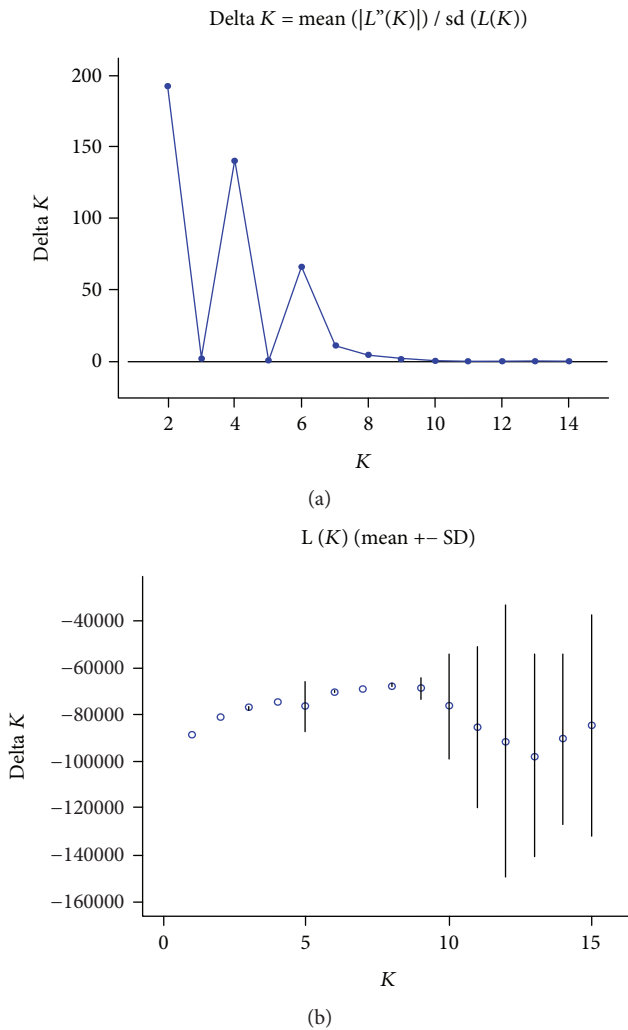 Delta K = mean (|L”(K)|) / sd (L(K))
200
150
100
50
0
Delta K
2 4 6 8 10 12 14
K
(a)
L (K) (mean +− SD)
−40000
−60000
−80000
−100000
−120000
−140000
−160000
Delta K
0 5 10 15
K
(b)